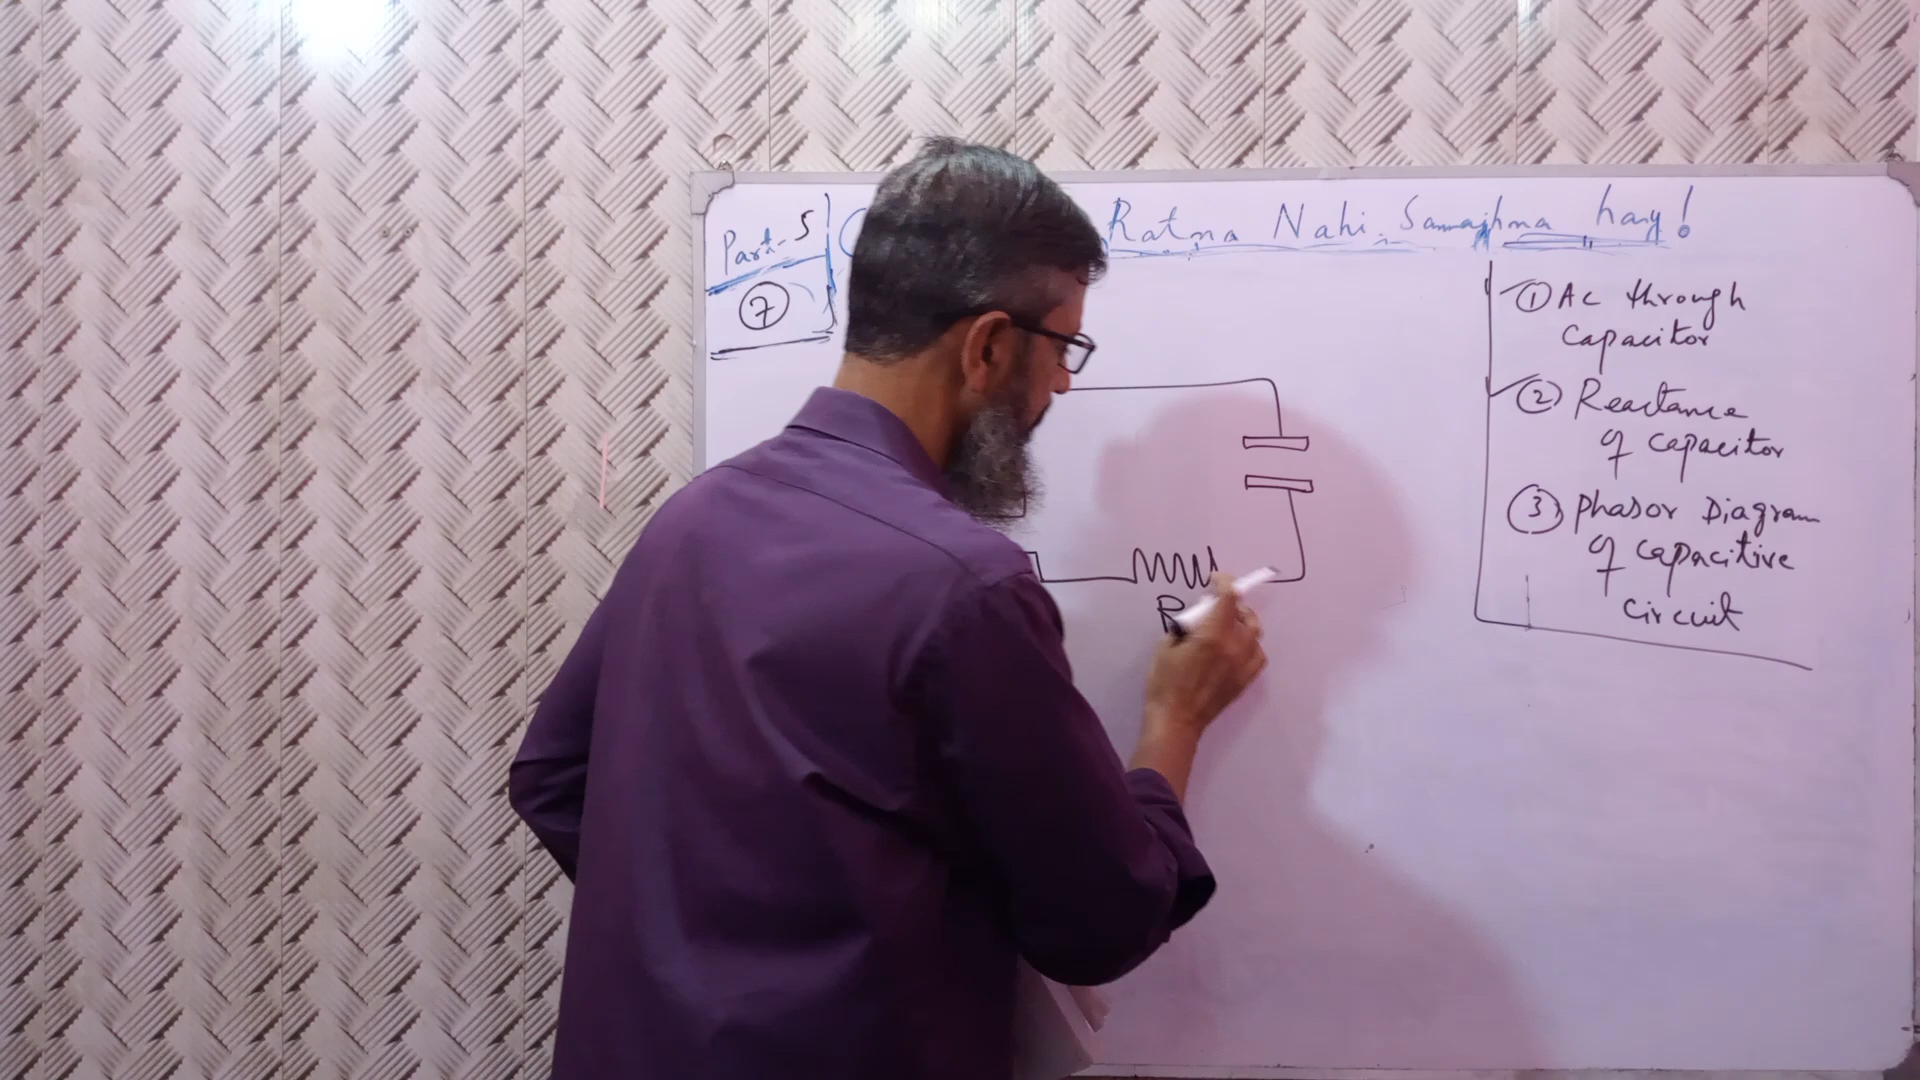 Part-5
7
Ratna Nahi. Samajhna hay!
① Ac through
Capacitor
② Reactance
of capacitor
③ Phasor Diagram
of capacitive
circuit
R